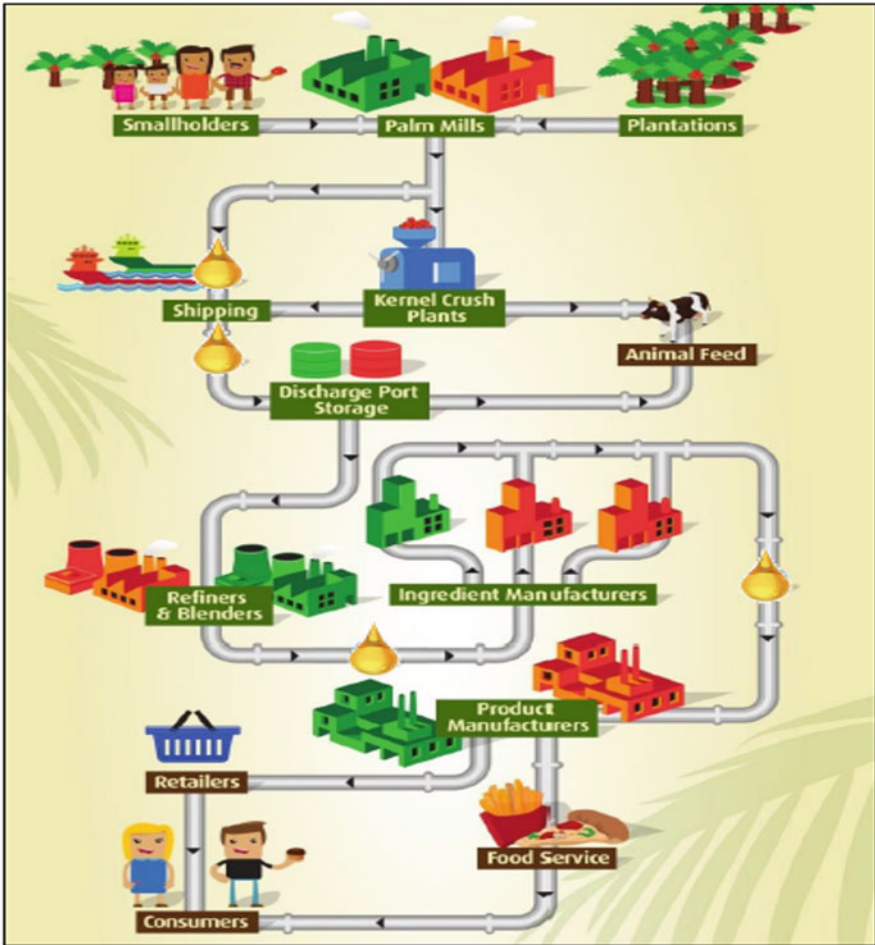 Smallholders
Palm Mills
Plantations
Shipping
Kernel Crush
Plants
Animal Feed
Discharge Port
Storage
Refiners
& Blenders
Ingredient Manufacturers
Product
Manufacturers
Retailers
Food Service
Consumers